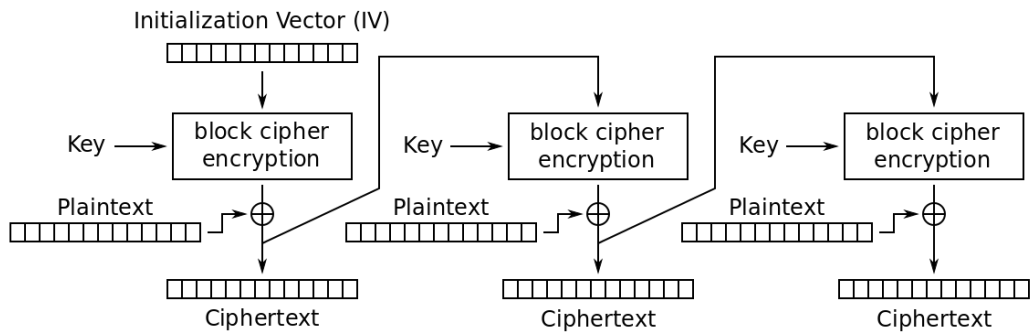 Initialization Vector (IV)
Key
block cipher
encryption
Key
block cipher
encryption
Key
block cipher
encryption
Plaintext
Plaintext
Plaintext
Ciphertext
Ciphertext
Ciphertext